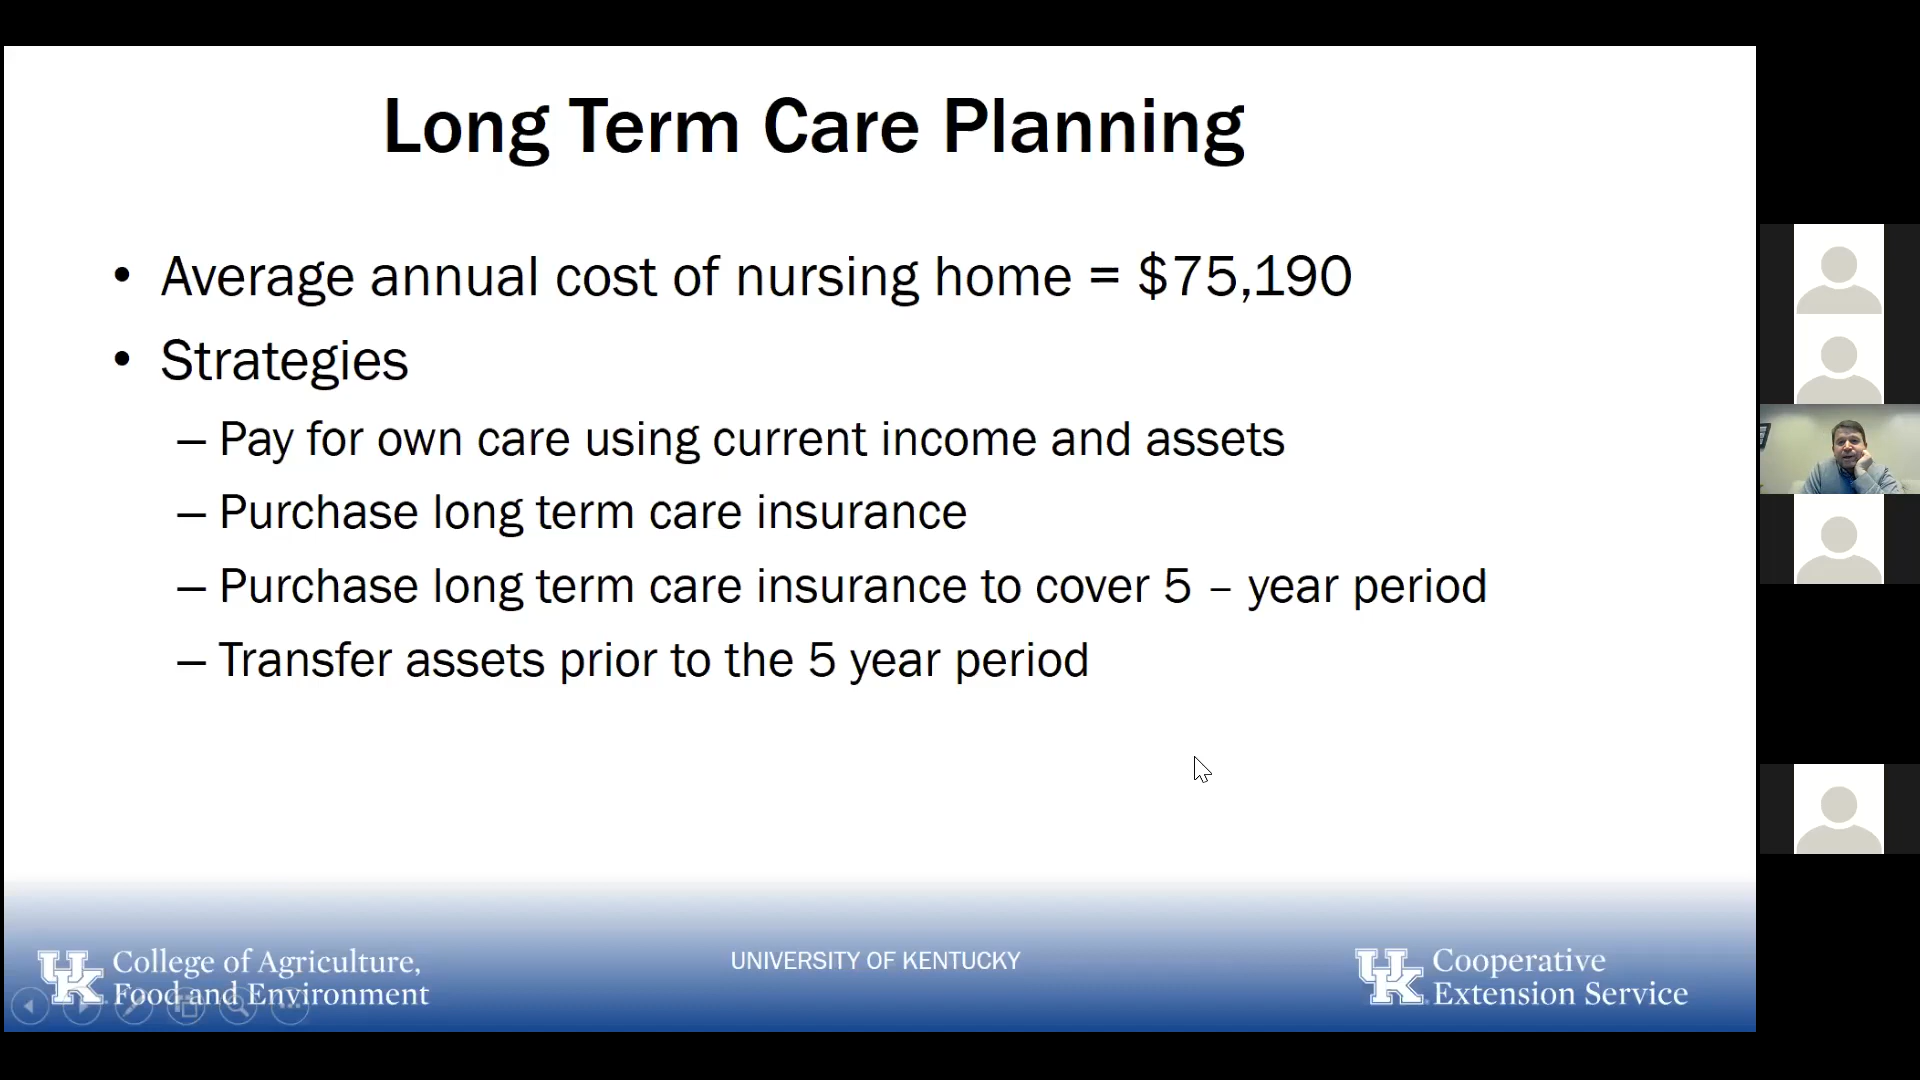 Long Term Care Planning
• Average annual cost of nursing home = $75,190
• Strategies
– Pay for own care using current income and assets
– Purchase long term care insurance
– Purchase long term care insurance to cover 5 – year period
– Transfer assets prior to the 5 year period
UK College of Agriculture,
Food and Environment
UNIVERSITY OF KENTUCKY
UK Cooperative
Extension Service